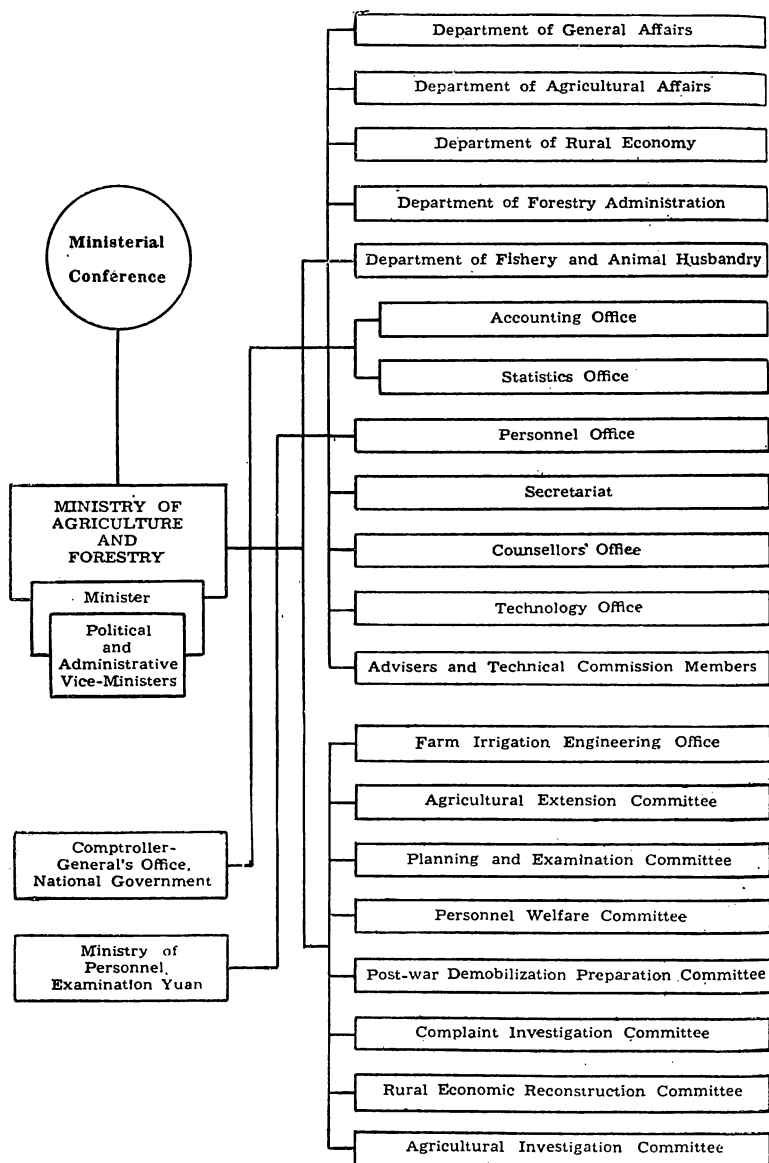 Department of General Affairs
Department of Agricultural Affairs
Department of Rural Economy
Department of Forestry Administration
Department of Fishery and Animal Husbandry
Accounting Office
Statistics Office
Personnel Office
Secretariat
Counsellors' Office
Technology Office
Advisers and Technical Commission Members
Farm Irrigation Engineering Office
Agricultural Extension Committee
Planning and Examination Committee
Personnel Welfare Committee
Post-war Demobilization Preparation Committee
Complaint Investigation Committee
Rural Economic Reconstruction Committee
Agricultural Investigation Committee
Ministerial
Conférence
MINISTRY OF
AGRICULTURE
AND
FORESTRY
Minister
Political
and
Administrative
Vice-Ministers
Comptroller-
General's Office,
National Government
Ministry of
Personnel,
Examination Yuan